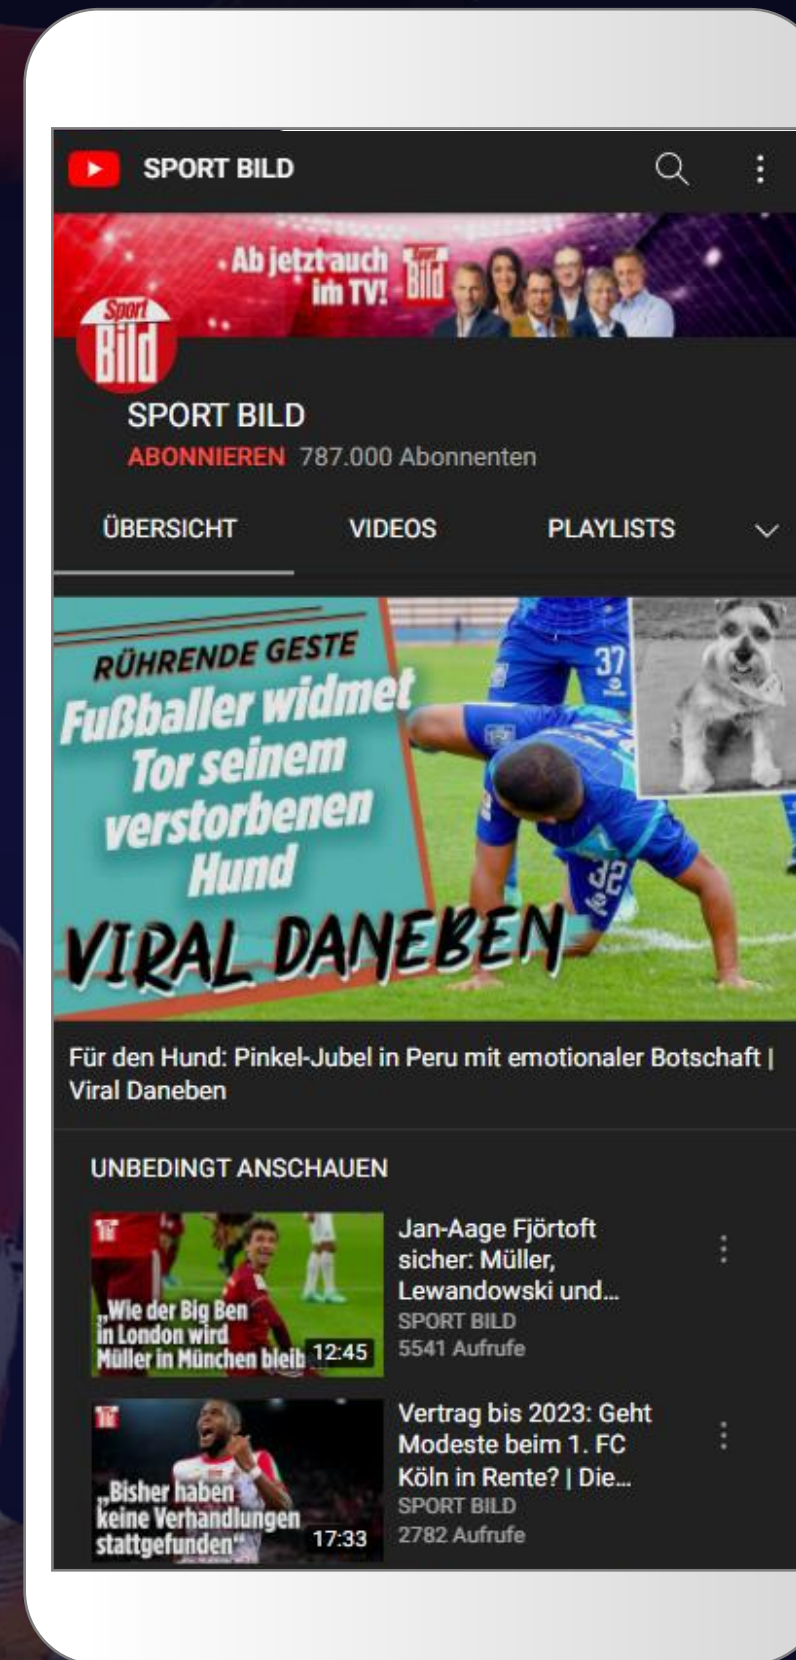 SPORT BILD
Ab jetzt auch
im TV!
Sport
Bild
Sport
Bild
SPORT BILD
ABONNIEREN 787.000 Abonnenten
ÜBERSICHT VIDEOS PLAYLISTS
RÜHRENDE GESTE
Fußballer widmet
Tor seinem
verstorbenen
Hund
VIRAL DANEBEN
37
32
Für den Hund: Pinkel-Jubel in Peru mit emotionaler Botschaft |
Viral Daneben
UNBEDINGT ANSCHAUEN
Bild
„Wie der Big Ben
in London wird
Müller in München bleib
12:45
Jan-Aage Fjörtoft
sicher: Müller,
Lewandowski und...
SPORT BILD
5541 Aufrufe
Bild
„Bisher haben
keine Verhandlungen
stattgefunden“
17:33
Vertrag bis 2023: Geht
Modeste beim 1. FC
Köln in Rente? | Die...
SPORT BILD
2782 Aufrufe